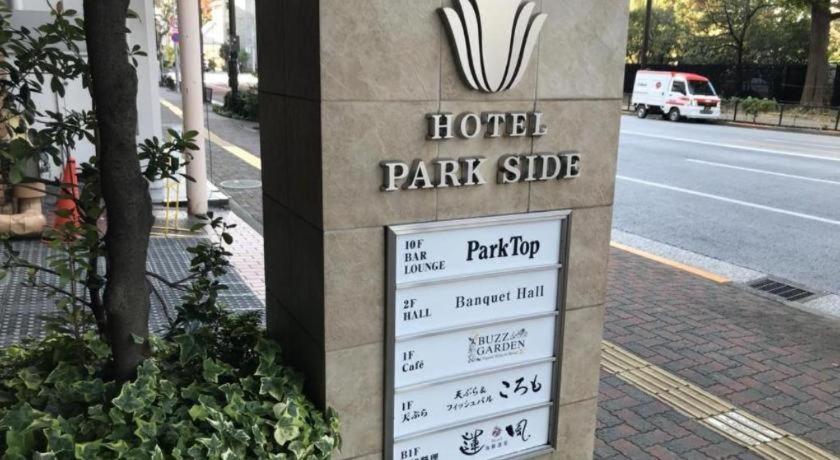 HOTEL
PARK SIDE
10F
BAR
LOUNGE
ParkTop
2F
HALL
Banquet Hall
1F
Café
BUZZ
GARDEN
1F
天ぷら
天ぷら&
フィッシュバル
ころも
B1F
蓮風